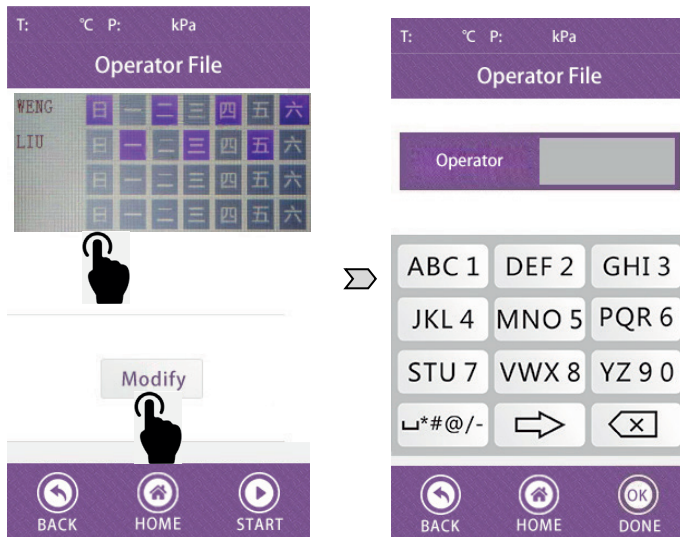 T: ℃ P: kPa
Operator File
WENG 日 一 二 三 四 五 六
LIU 日 一 二 三 四 五 六
日 一 二 三 四 五 六
日 一 二 三 四 五 六
Modify
BACK HOME START
T: ℃ P: kPa
Operator File
Operator
ABC 1 DEF 2 GHI 3
JKL 4 MNO 5 PQR 6
STU 7 VWX 8 YZ 9 0
␣*#@/-
OK
BACK HOME DONE